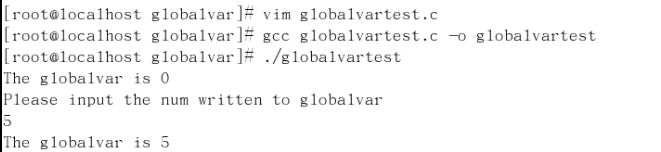 [root@localhost globalvar]# vim globalvartest.c
[root@localhost globalvar]# gcc globalvartest.c -o globalvartest
[root@localhost globalvar]# ./globalvartest
The globalvar is 0
Please input the num written to globalvar
5
The globalvar is 5